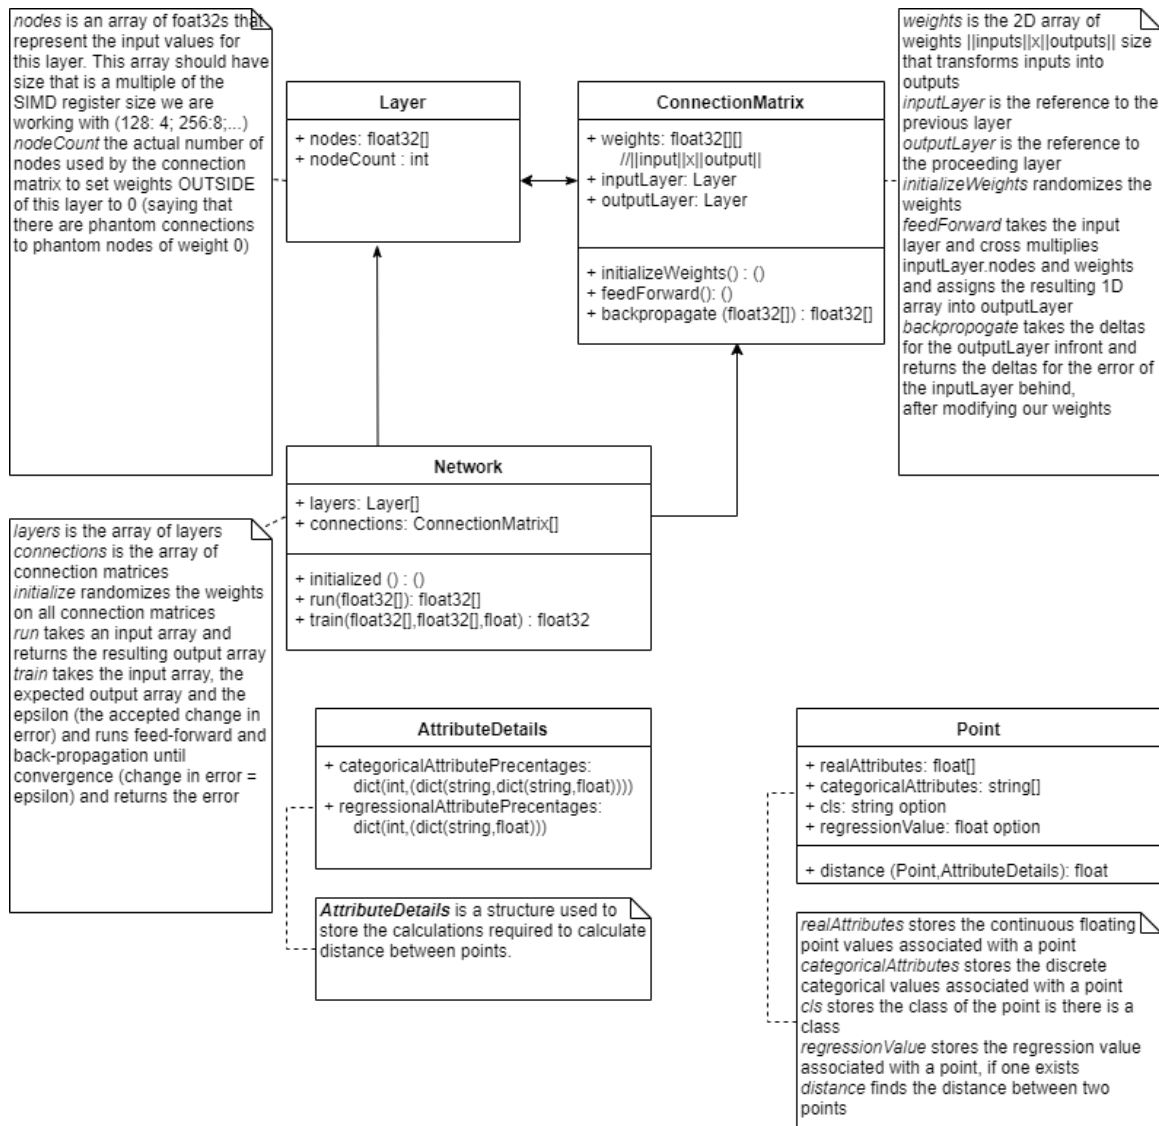 nodes is an array of foat32s that
represent the input values for
this layer. This array should have
size that is a multiple of the
SIMD register size we are
working with (128: 4; 256:8;...)
nodeCount the actual number of
nodes used by the connection
matrix to set weights OUTSIDE
of this layer to 0 (saying that
there are phantom connections
to phantom nodes of weight 0)
Layer
+ nodes: float32[]
+ nodeCount : int
ConnectionMatrix
+ weights: float32[][]
//||input||x||output||
+ inputLayer: Layer
+ outputLayer: Layer
+ initializeWeights() : ()
+ feedForward(): ()
+ backpropagate (float32[]) : float32[]
weights is the 2D array of
weights ||inputs||x||outputs|| size
that transforms inputs into
outputs
inputLayer is the reference to the
previous layer
outputLayer is the reference to
the proceeding layer
initializeWeights randomizes the
weights
feedForward takes the input
layer and cross multiplies
inputLayer.nodes and weights
and assigns the resulting 1D
array into outputLayer
backpropogate takes the deltas
for the outputLayer infront and
returns the deltas for the error of
the inputLayer behind,
after modifying our weights
Network
+ layers: Layer[]
+ connections: ConnectionMatrix[]
+ initialized () : ()
+ run(float32[]): float32[]
+ train(float32[],float32[],float) : float32
layers is the array of layers
connections is the array of
connection matrices
initialize randomizes the weights
on all connection matrices
run takes an input array and
returns the resulting output array
train takes the input array, the
expected output array and the
epsilon (the accepted change in
error) and runs feed-forward and
back-propagation until
convergence (change in error =
epsilon) and returns the error
AttributeDetails
+ categoricalAttributePrecentages:
dict(int,(dict(string,dict(string,float))))
+ regressionalAttributePrecentages:
dict(int,(dict(string,float)))
AttributeDetails is a structure used to
store the calculations required to calculate
distance between points.
Point
+ realAttributes: float[]
+ categoricalAttributes: string[]
+ cls: string option
+ regressionValue: float option
+ distance (Point,AttributeDetails): float
realAttributes stores the continuous floating
point values associated with a point
categoricalAttributes stores the discrete
categorical values associated with a point
cls stores the class of the point is there is a
class
regressionValue stores the regression value
associated with a point, if one exists
distance finds the distance between two
points